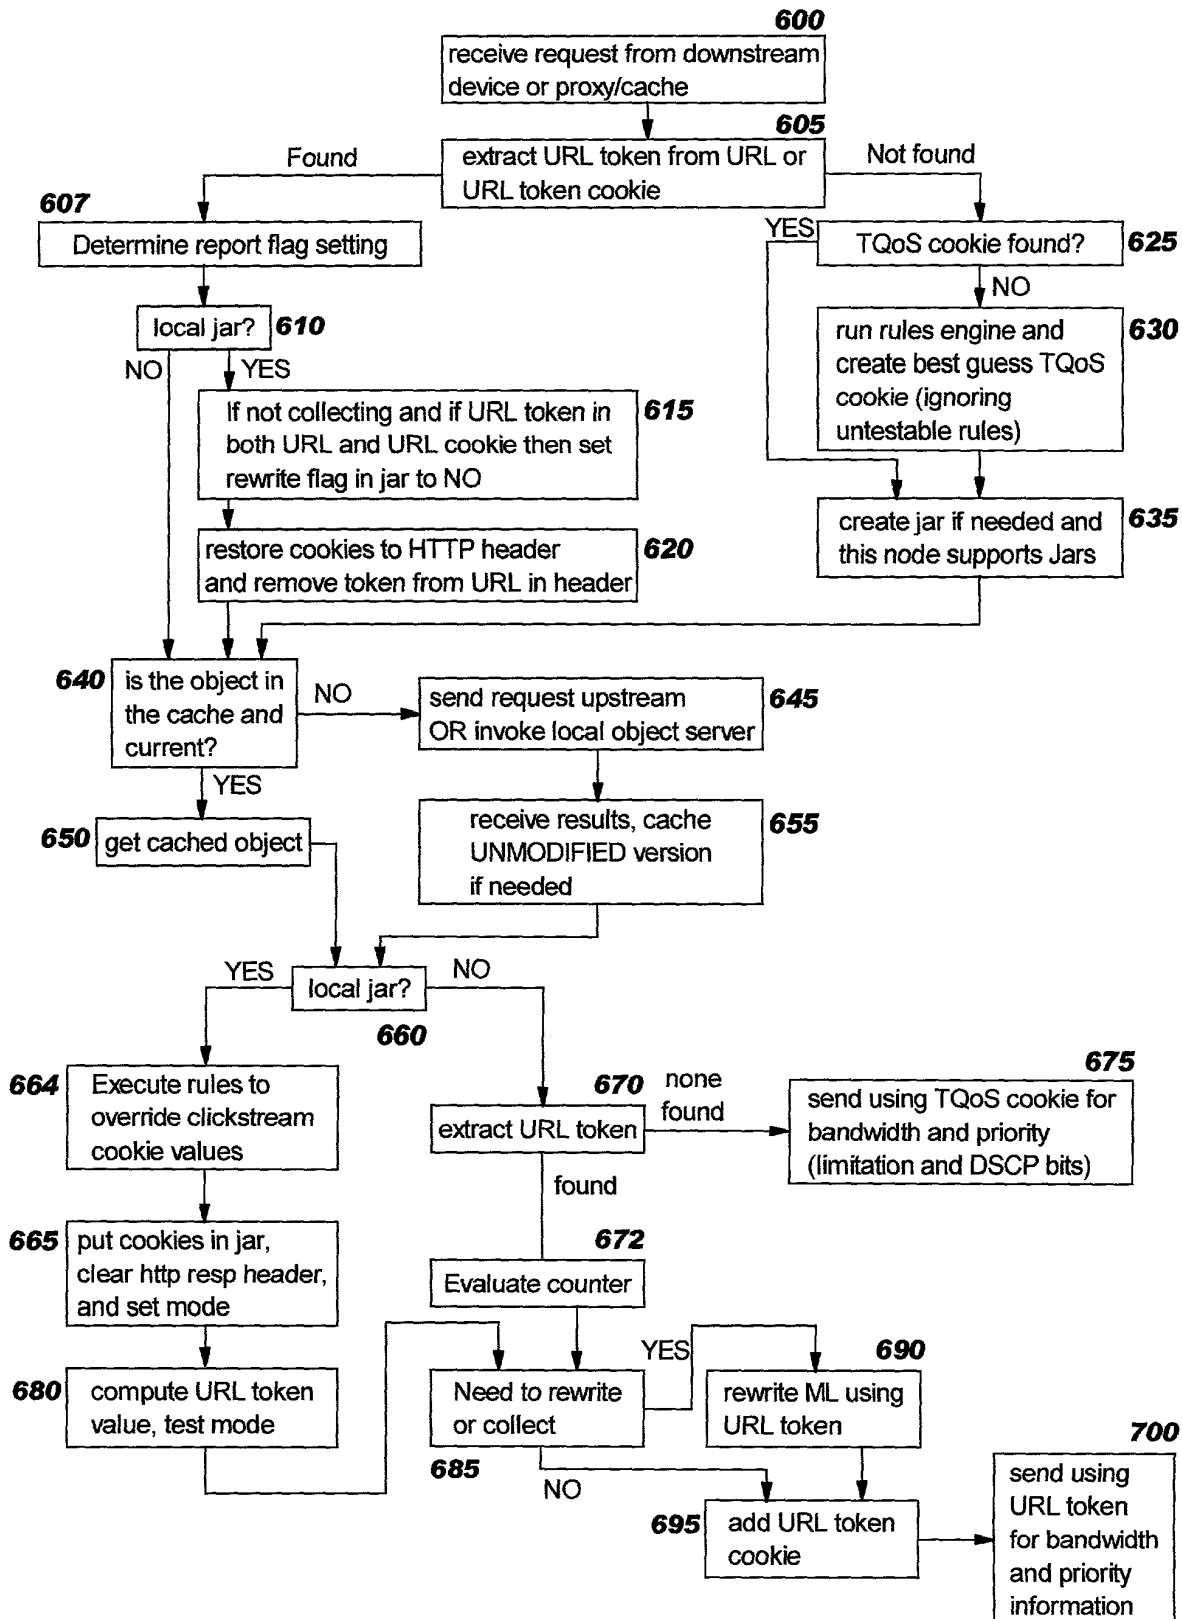 600
receive request from downstream
device or proxy/cache
605
Found
extract URL token from URL or
URL token cookie
Not found
607
Determine report flag setting
YES
TQoS cookie found?
625
NO
local jar?
610
NO
YES
run rules engine and
create best guess TQoS
cookie (ignoring
untestable rules)
630
If not collecting and if URL token in
both URL and URL cookie then set
rewrite flag in jar to NO
615
create jar if needed and
this node supports Jars
635
restore cookies to HTTP header
and remove token from URL in header
620
640
is the object in
the cache and
current?
NO
send request upstream
OR invoke local object server
645
YES
650
get cached object
receive results, cache
UNMODIFIED version
if needed
655
YES
local jar?
NO
660
664
Execute rules to
override clickstream
cookie values
670
extract URL token
none
found
675
send using TQoS cookie for
bandwidth and priority
(limitation and DSCP bits)
found
665
put cookies in jar,
clear http resp header,
and set mode
672
Evaluate counter
680
compute URL token
value, test mode
Need to rewrite
or collect
685
YES
NO
690
rewrite ML using
URL token
695
add URL token
cookie
700
send using
URL token
for bandwidth
and priority
information